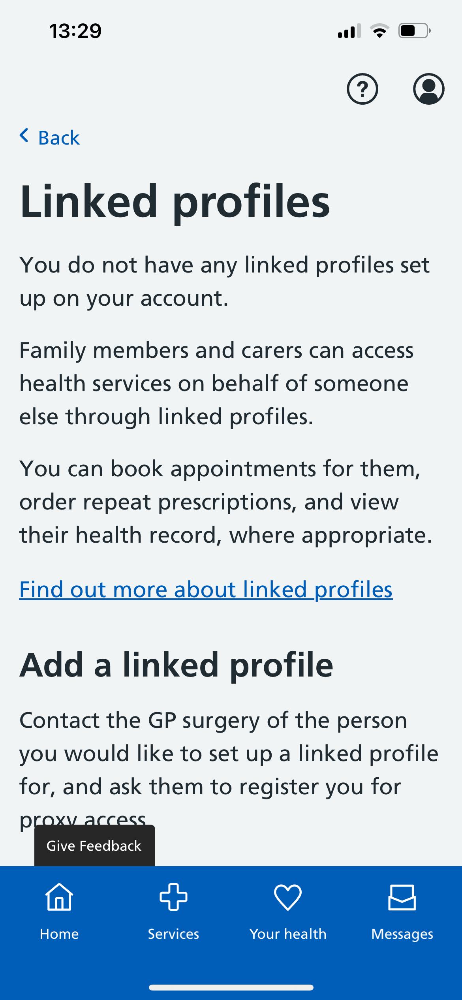 13:29
?
Back
Linked profiles
You do not have any linked profiles set
up on your account.
Family members and carers can access
health services on behalf of someone
else through linked profiles.
You can book appointments for them,
order repeat prescriptions, and view
their health record, where appropriate.
Find out more about linked profiles
Add a linked profile
Contact the GP surgery of the person
you would like to set up a linked profile
for, and ask them to register you for
proxy access
Give Feedback
Home Services Your health Messages